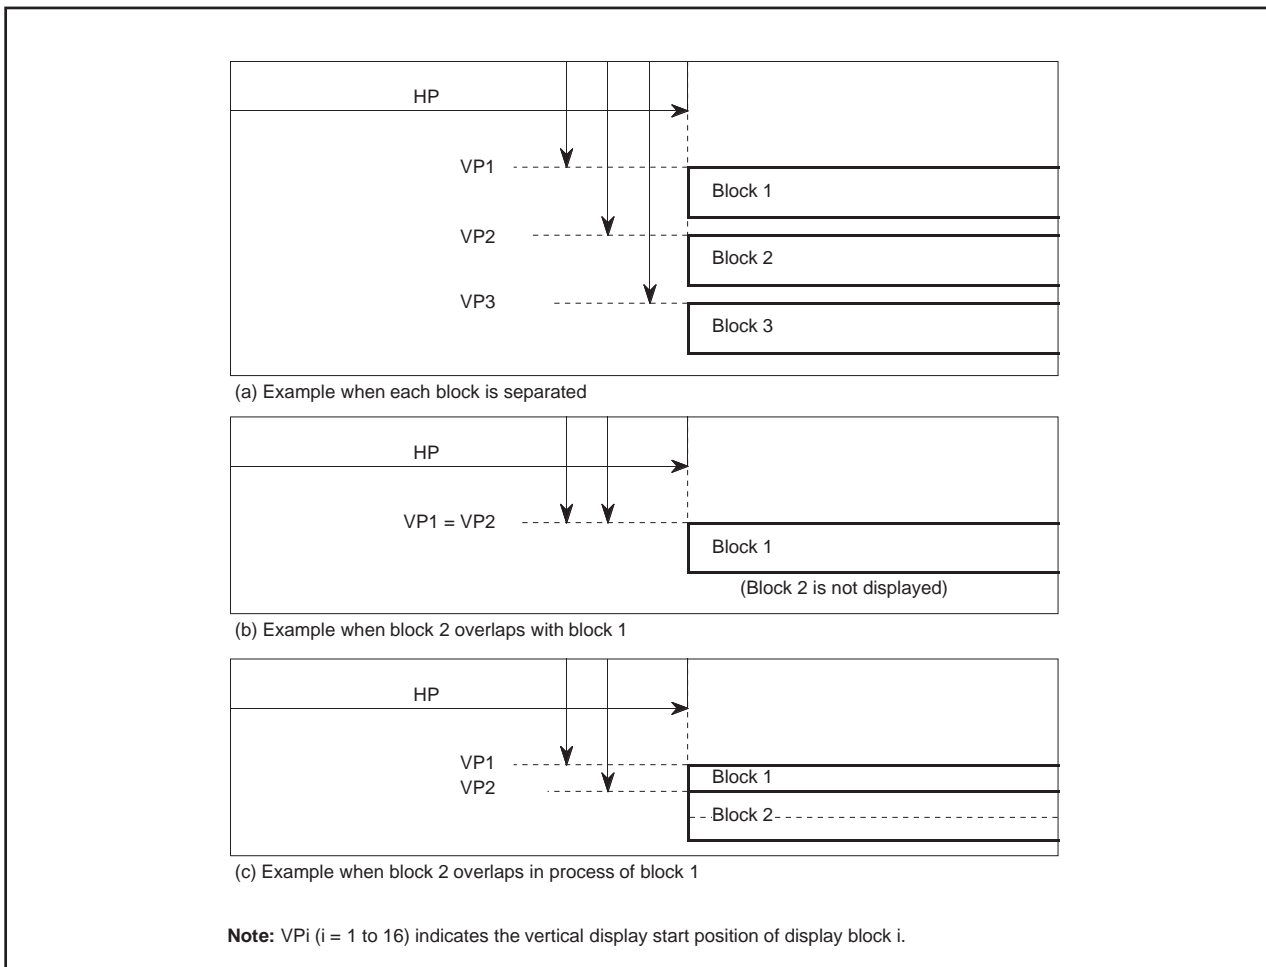 HP
VP1
Block 1
VP2
Block 2
VP3
Block 3
(a) Example when each block is separated
HP
VP1 = VP2
Block 1
(Block 2 is not displayed)
(b) Example when block 2 overlaps with block 1
HP
VP1
Block 1
VP2
Block 2
(c) Example when block 2 overlaps in process of block 1
Note: VPi (i = 1 to 16) indicates the vertical display start position of display block i.